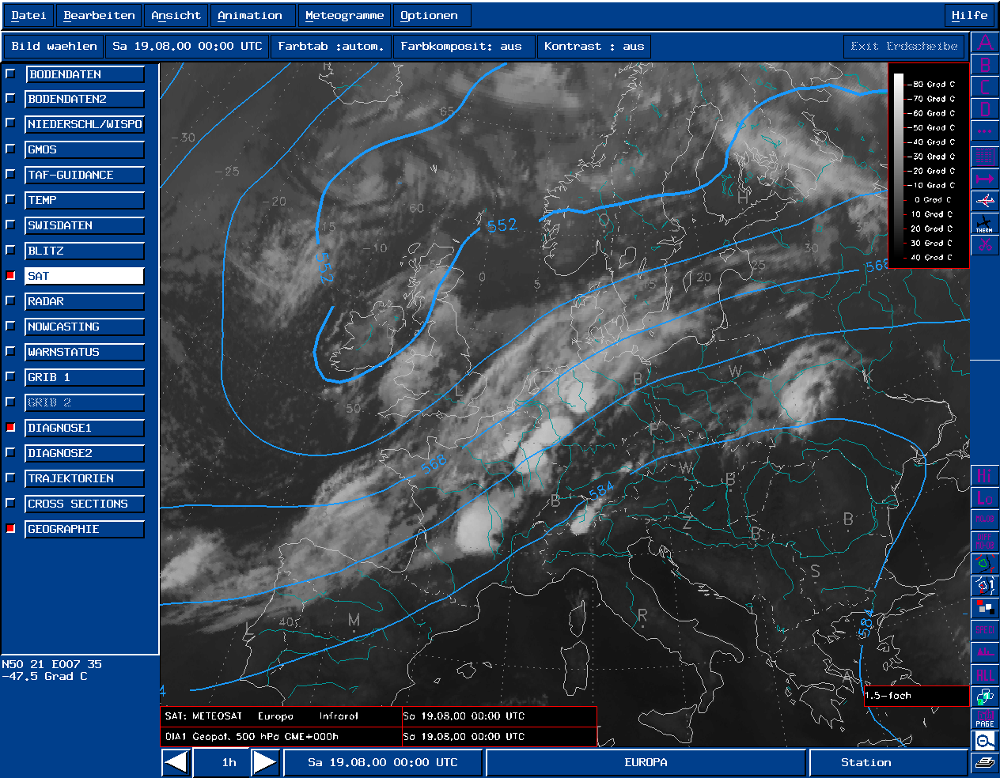 Datei Bearbeiten Ansicht Animation Meteogramme Optionen Hilfe
Bild waehlen Sa 19.08.00 00:00 UTC Farbtab :autom. Farbkomposit: aus Kontrast : aus Exit Erdscheibe
BODENDATEN
BODENDATEN2
NIEDERSCHL/WISPO
GMOS
TAF-GUIDANCE
TEMP
SWISDATEN
BLITZ
SAT
RADAR
NOWCASTING
WARNSTATUS
GRIB 1
GRIB 2
DIAGNOSE1
DIAGNOSE2
TRAJEKTORIEN
CROSS SECTIONS
GEOGRAPHIE
N50 21 E007 35
-47.5 Grad C
-80 Grad C
-70 Grad C
-60 Grad C
-50 Grad C
-40 Grad C
-30 Grad C
-20 Grad C
-10 Grad C
0 Grad C
10 Grad C
20 Grad C
30 Grad C
40 Grad C
A
B
C
D
...
THERM
Hi
ALL
PAGE
R
65
-30
-25
-20
60
-15
-10
-5
0
5
15
20
25
30
35
50
40
552
552
568
568
584
584
4
H
O
S
L
B
W
K
P
W
B
B
Z
B
B
S
M
L
R
A
1.5-fach
SAT: METEOSAT Europa Infrarot Sa 19.08.00 00:00 UTC
DIA1 Geopot. 500 hPa GME+000h Sa 19.08.00 00:00 UTC
1h Sa 19.08.00 00:00 UTC EUROPA Station